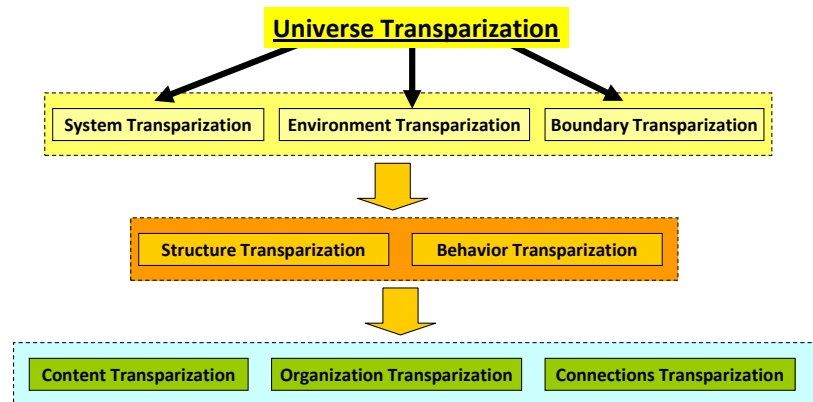 Universe Transparization
System Transparization
Environment Transparization
Boundary Transparization
Structure Transparization
Behavior Transparization
Content Transparization
Organization Transparization
Connections Transparization